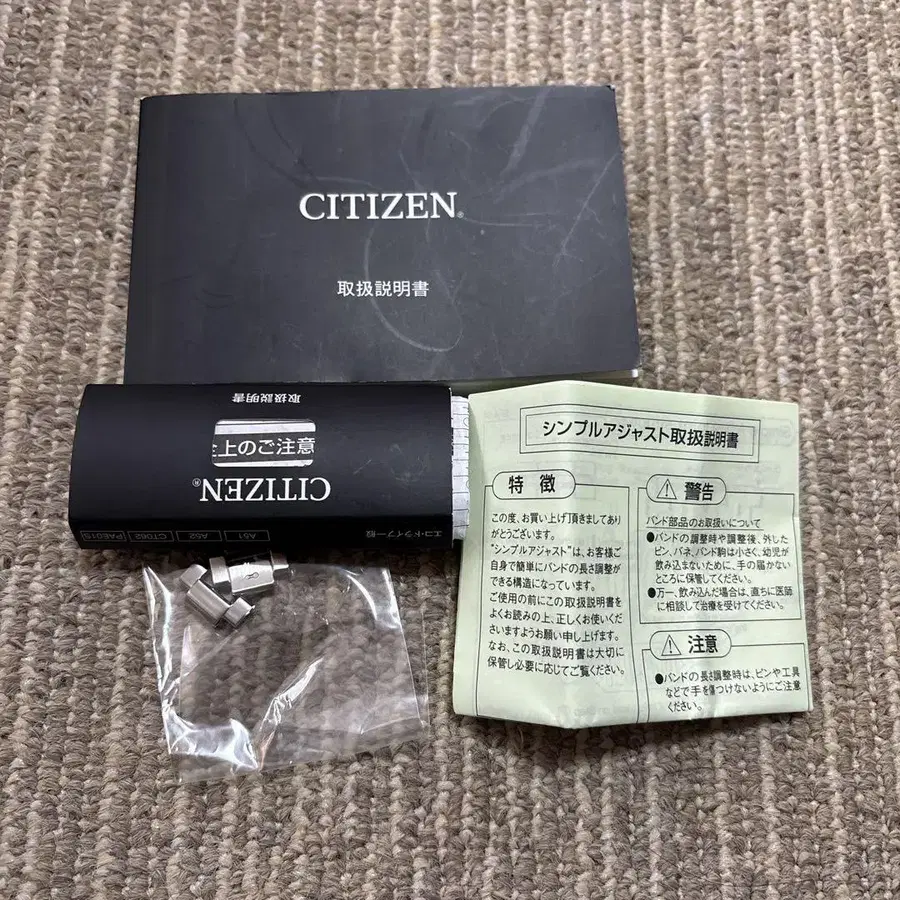 CITIZEN®
取扱説明書
取扱説明書
上のご注意
CITIZEN®
エコ・ドライブ一般
A51
A52
CT062
PAE01S
シンプルアジャスト取扱説明書
特 徴
この度、お買い上げ頂きましてあり
がとうございます。
"シンプルアジャスト"は、お客様ご
自身で簡単にバンドの長さ調整が
できる構造になっています。
ご使用の前にこの取扱説明書を
よくお読みの上、正しくお使いくだ
さいますようお願い申し上げます。
なお、この取扱説明書は大切に
保管し必要に応じてご覧ください。
警告
バンド部品のお取扱いについて
●バンドの調整時や調整後、外した
ピン、バネ、バンド駒は小さく、幼児が
飲み込まないために、手の届かない
ところに保管してください。
●万一、飲み込んだ場合は、直ちに医師
に相談して治療を受けてください。
注意
●バンドの長さ調整時は、ピンや工具
などで手を傷つけないようにご注意
ください。